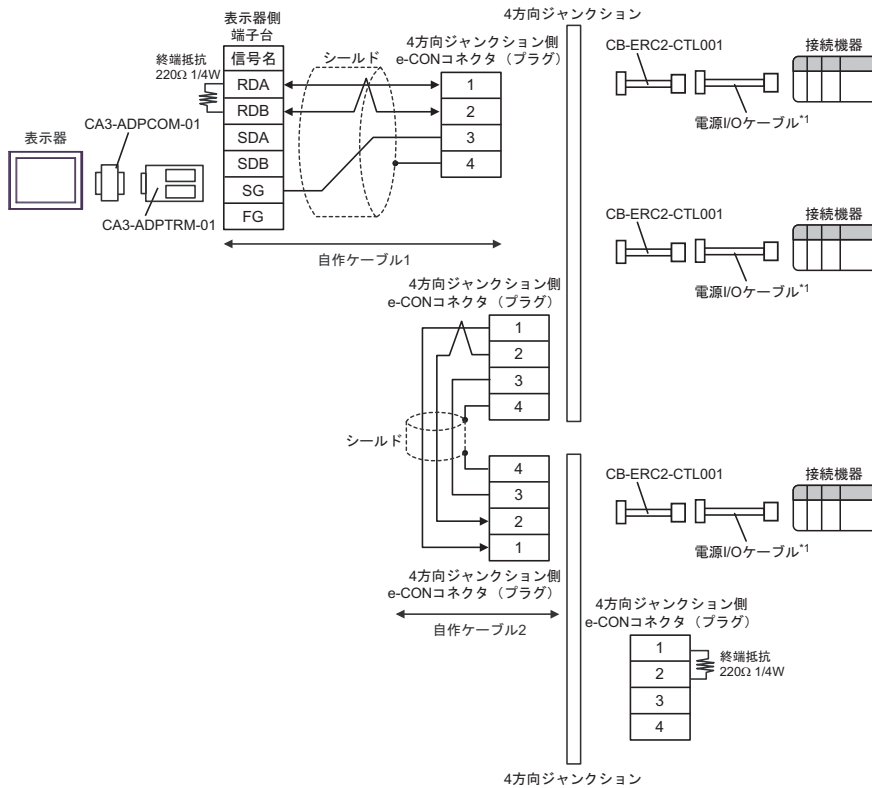 4方向ジャンクション
表示器側
端子台
信号名
RDA
RDB
SDA
SDB
SG
FG
終端抵抗
220Ω 1/4W
シールド
4方向ジャンクション側
e-CONコネクタ（プラグ）
1
2
3
4
表示器
CA3-ADPCOM-01
CA3-ADPTRM-01
自作ケーブル1
CB-ERC2-CTL001
電源I/Oケーブル*1
接続機器
CB-ERC2-CTL001
電源I/Oケーブル*1
接続機器
4方向ジャンクション側
e-CONコネクタ（プラグ）
1
2
3
4
シールド
4
3
2
1
4方向ジャンクション側
e-CONコネクタ（プラグ）
自作ケーブル2
CB-ERC2-CTL001
電源I/Oケーブル*1
接続機器
4方向ジャンクション側
e-CONコネクタ（プラグ）
1
2
3
4
終端抵抗
220Ω 1/4W
4方向ジャンクション